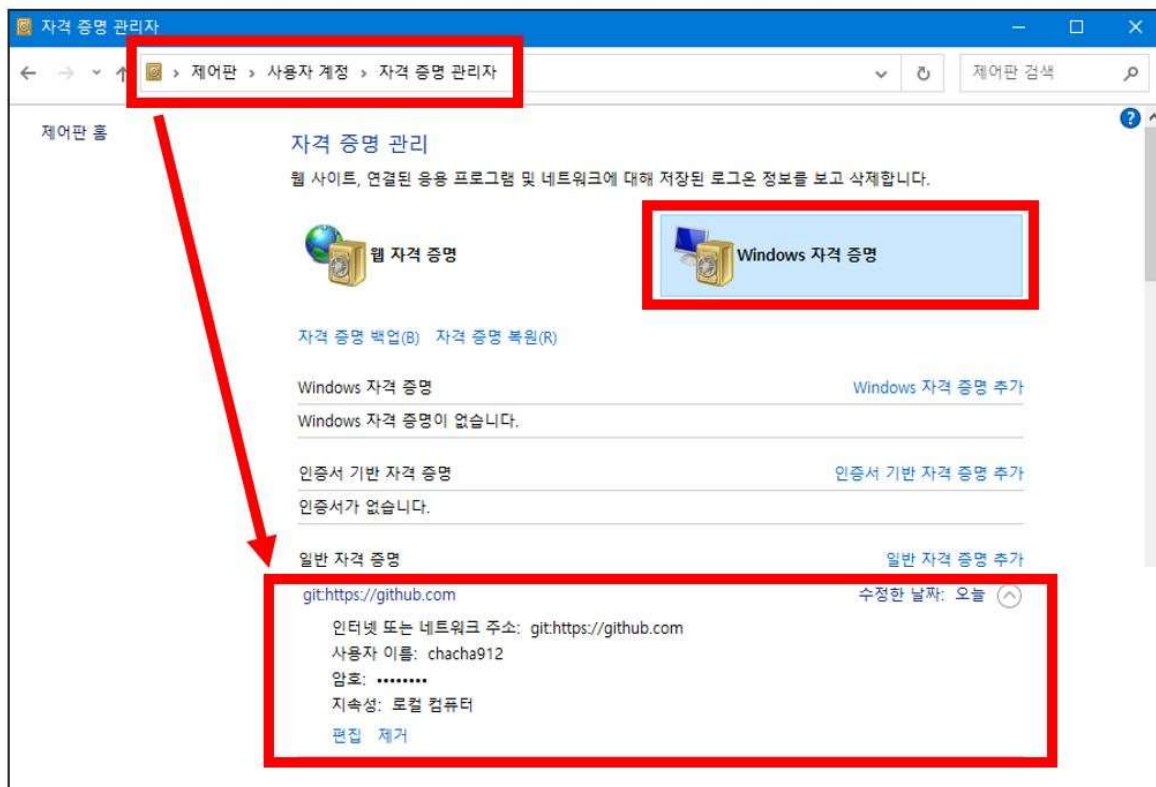 자격 증명 관리자
제어판 › 사용자 계정 › 자격 증명 관리자
제어판 검색
제어판 홈
자격 증명 관리
웹 사이트, 연결된 응용 프로그램 및 네트워크에 대해 저장된 로그온 정보를 보고 삭제합니다.
웹 자격 증명
Windows 자격 증명
자격 증명 백업(B) 자격 증명 복원(R)
Windows 자격 증명 Windows 자격 증명 추가
Windows 자격 증명이 없습니다.
인증서 기반 자격 증명 인증서 기반 자격 증명 추가
인증서가 없습니다.
일반 자격 증명 일반 자격 증명 추가
git:https://github.com 수정한 날짜: 오늘
인터넷 또는 네트워크 주소: git:https://github.com
사용자 이름: chacha912
암호: ••••••••
지속성: 로컬 컴퓨터
편집 제거